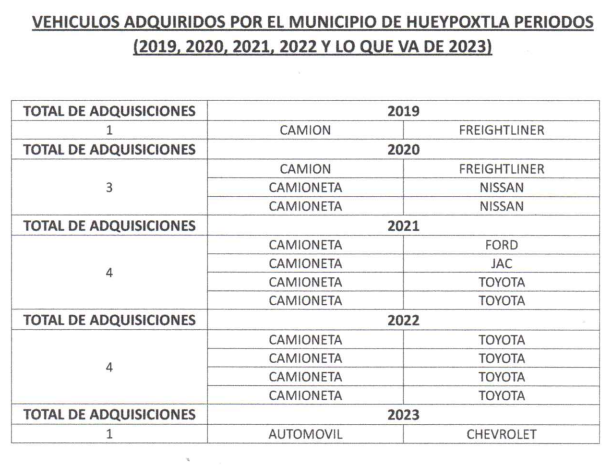 VEHICULOS ADQUIRIDOS POR EL MUNICIPIO DE HUEYPOXTLA PERIODOS
(2019, 2020, 2021, 2022 Y LO QUE VA DE 2023)
TOTAL DE ADQUISICIONES 2019
1 CAMION FREIGHTLINER
TOTAL DE ADQUISICIONES 2020
3 CAMION FREIGHTLINER
CAMIONETA NISSAN
CAMIONETA NISSAN
TOTAL DE ADQUISICIONES 2021
4 CAMIONETA FORD
CAMIONETA JAC
CAMIONETA TOYOTA
CAMIONETA TOYOTA
TOTAL DE ADQUISICIONES 2022
4 CAMIONETA TOYOTA
CAMIONETA TOYOTA
CAMIONETA TOYOTA
CAMIONETA TOYOTA
TOTAL DE ADQUISICIONES 2023
1 AUTOMOVIL CHEVROLET